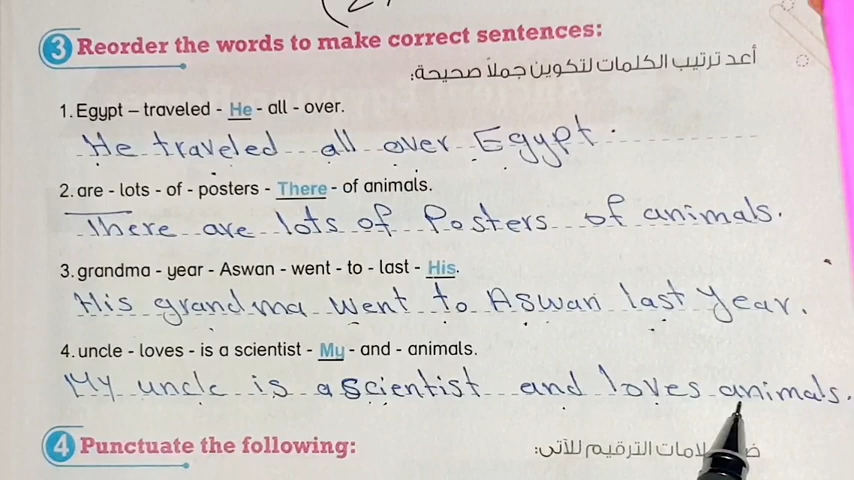 3 Reorder the words to make correct sentences:
أعد ترتيب الكلمات لتكوين جملاً صحيحة:
1. Egypt – traveled - He - all - over.
He traveled all over Egypt.
2. are - lots - of - posters - There - of animals.
There are lots of Posters of animals.
3. grandma - year - Aswan - went - to - last - His.
His grandma went to Aswan last year.
4. uncle - loves - is a scientist - My - and - animals.
My uncle is a scientist and loves animals.
4 Punctuate the following:
الترقيم للآتى: